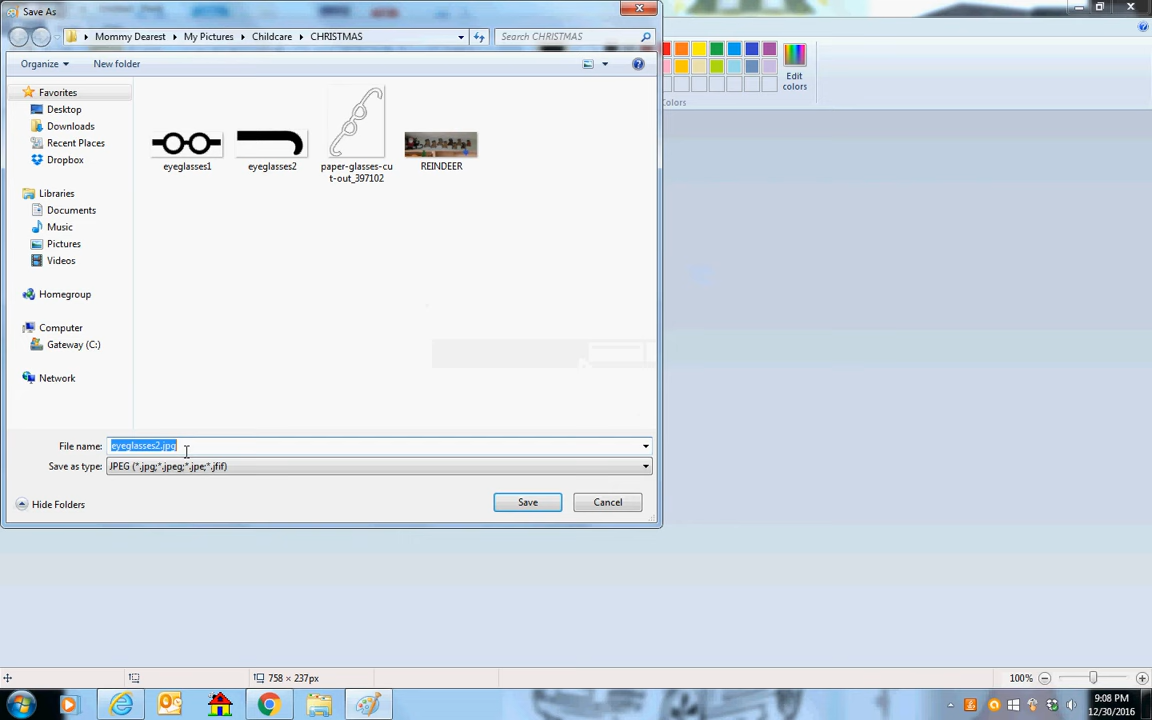 Save As
Mommy Dearest My Pictures Childcare CHRISTMAS
Search CHRISTMAS
Organize New folder
Edit colors
Colors
Favorites
Desktop
Downloads
Recent Places
Dropbox
Libraries
Documents
Music
Pictures
Videos
Homegroup
Computer
Gateway (C:)
Network
eyeglasses1
eyeglasses2
paper-glasses-cu
t-out_397102
REINDEER
File name: eyeglasses2.jpg
Save as type: JPEG (*.jpg;*.jpeg;*.jpe;*.jfif)
Hide Folders
Save
Cancel
758 × 237px
100%
9:08 PM
12/30/2016